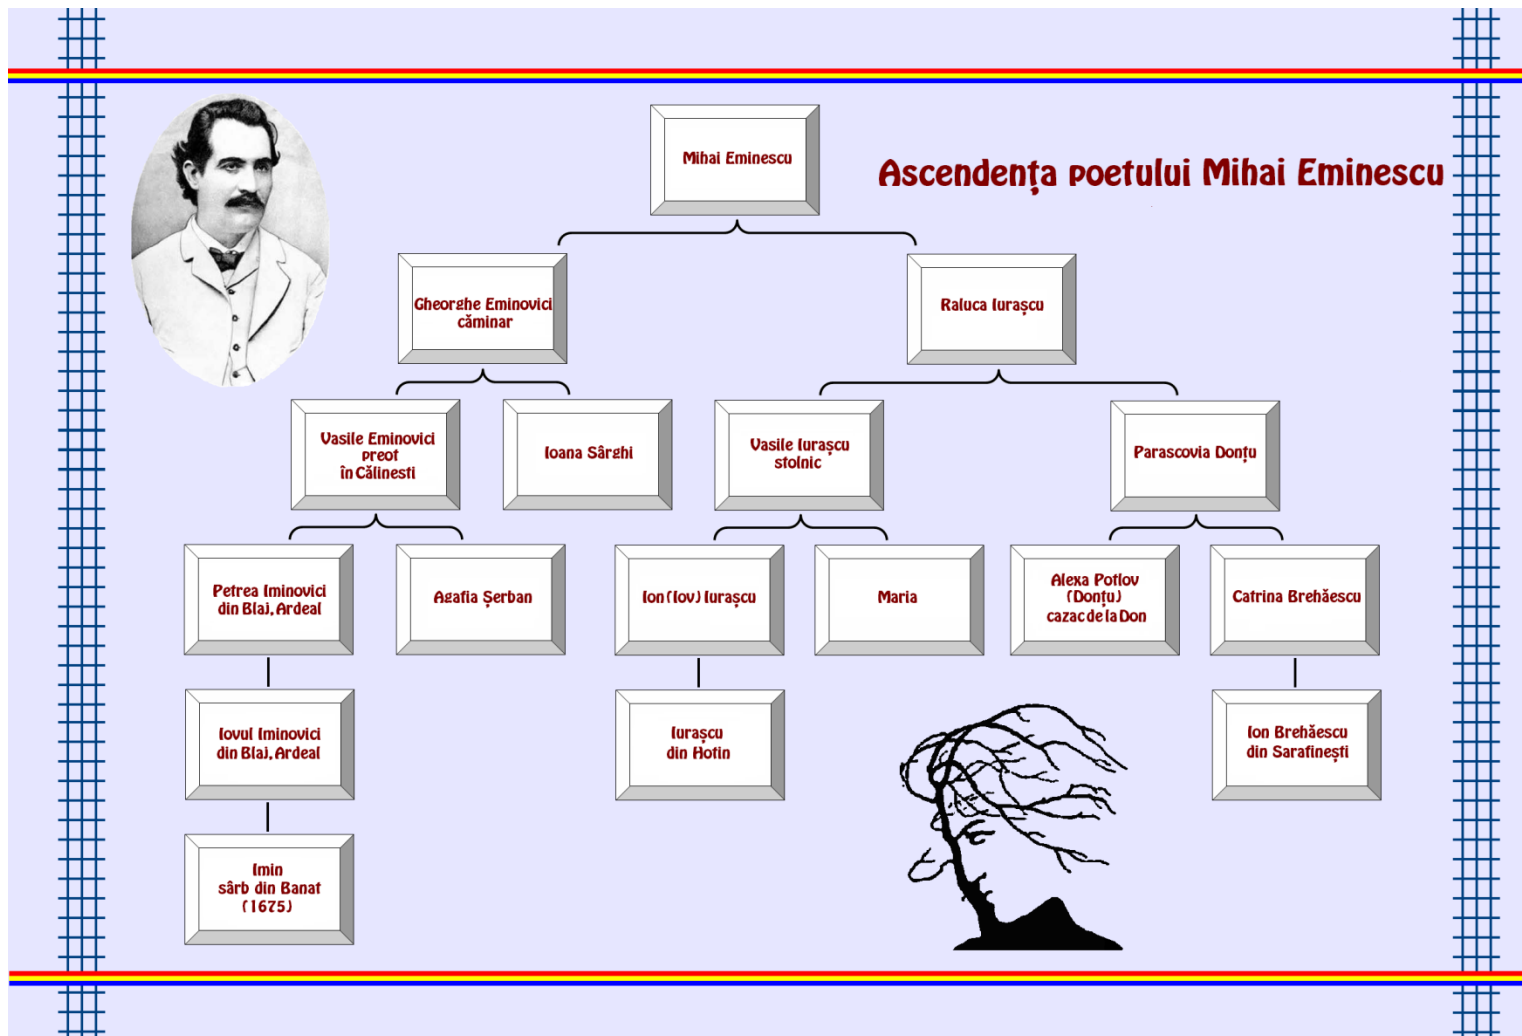 Mihai Eminescu
Ascendența poetului Mihai Eminescu
Gheorghe Eminovici
căminar
Raluca Iurașcu
Vasile Eminovici
preot
în Călinesti
Ioana Sârghi
Vasile Iurașcu
stolnic
Parascovia Donțu
Petrea Iminovici
din Blaj, Ardeal
Agafia Șerban
Ion (Iov) Iurașcu
Maria
Alexa Potlov
(Donțu)
cazac de la Don
Catrina Brehăescu
Iovul Iminovici
din Blaj, Ardeal
Iurașcu
din Hotin
Ion Brehăescu
din Sarafinești
Imin
sârb din Banat
(1675)